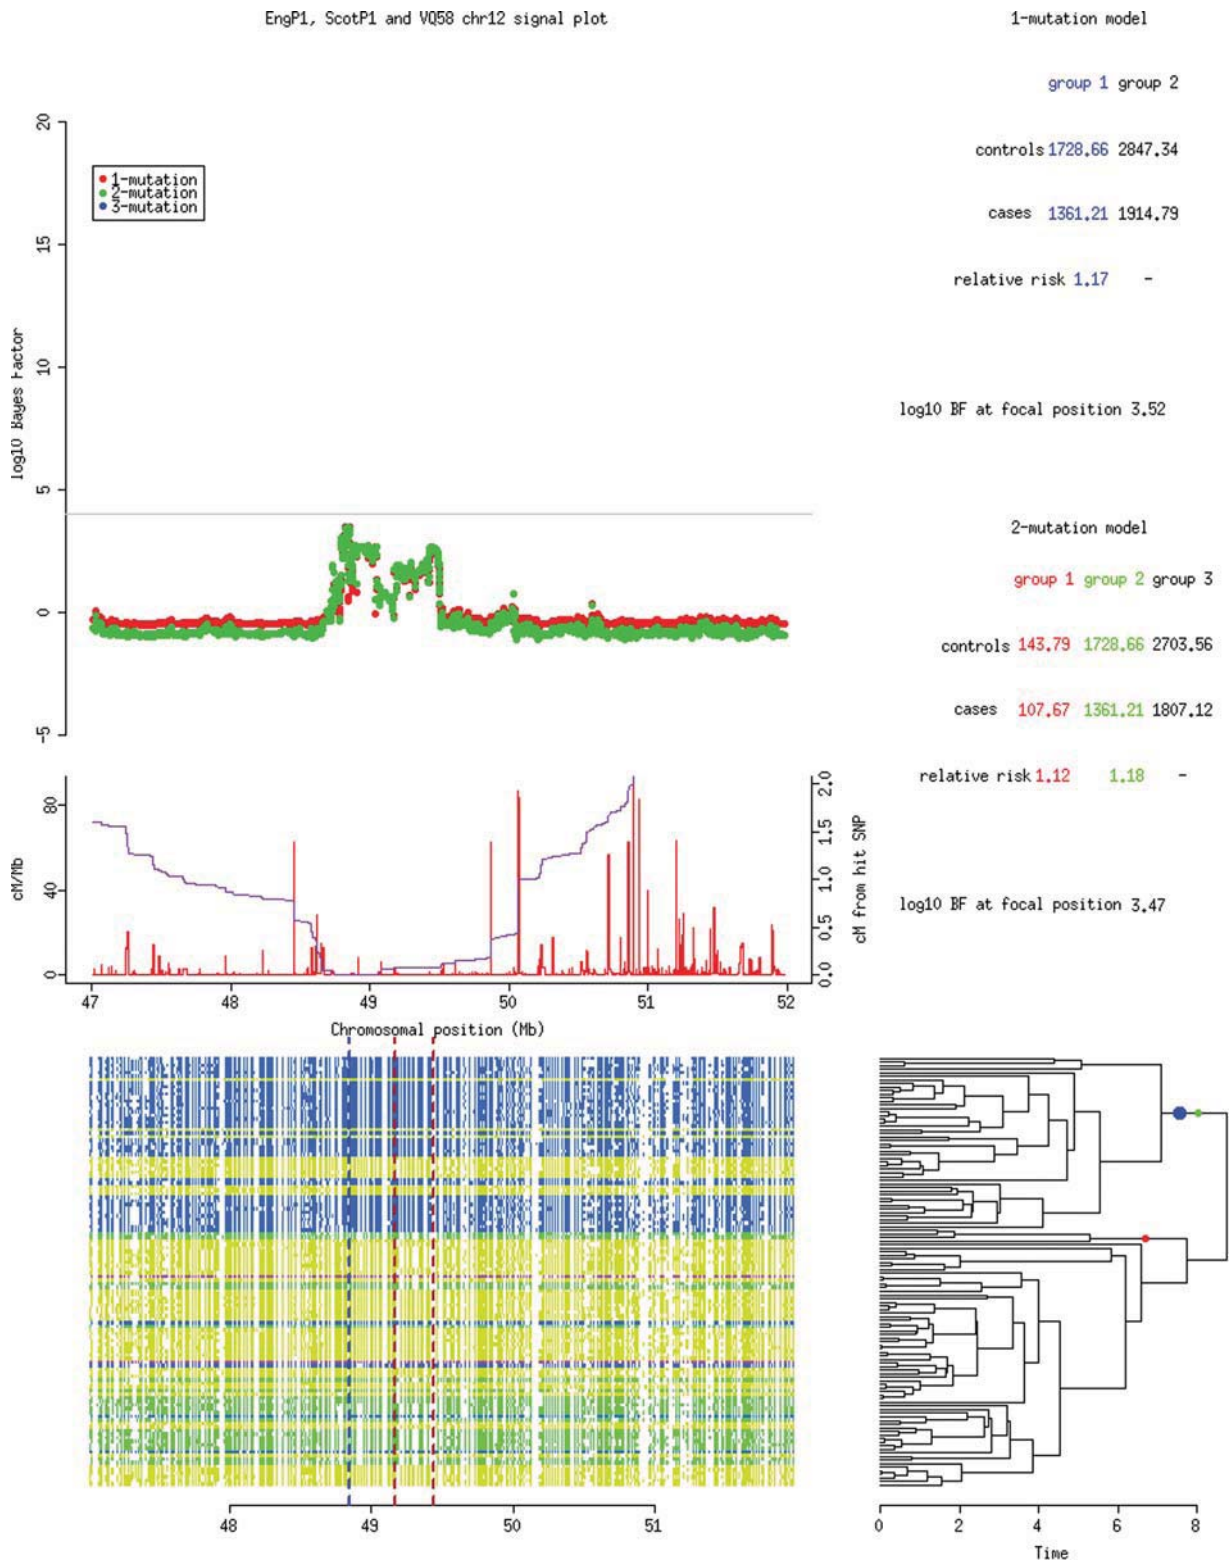 EngP1, ScotP1 and VQ58 chr12 signal plot
1-mutation model
group 1 group 2
controls 1728.66 2847.34
cases 1361.21 1914.79
relative risk 1.17 -
log10 BF at focal position 3.52
20
15
10
5
0
-5
log10 Bayes Factor
1-mutation
2-mutation
3-mutation
2-mutation model
group 1 group 2 group 3
controls 143.79 1728.66 2703.56
cases 107.67 1361.21 1807.12
relative risk 1.12 1.18 -
log10 BF at focal position 3.47
80
40
0
cM/Mb
2.0
1.5
1.0
0.5
0.0
cM from hit SNP
47 48 49 50 51 52
Chromosomal position (Mb)
48 49 50 51
0 2 4 6 8
Time